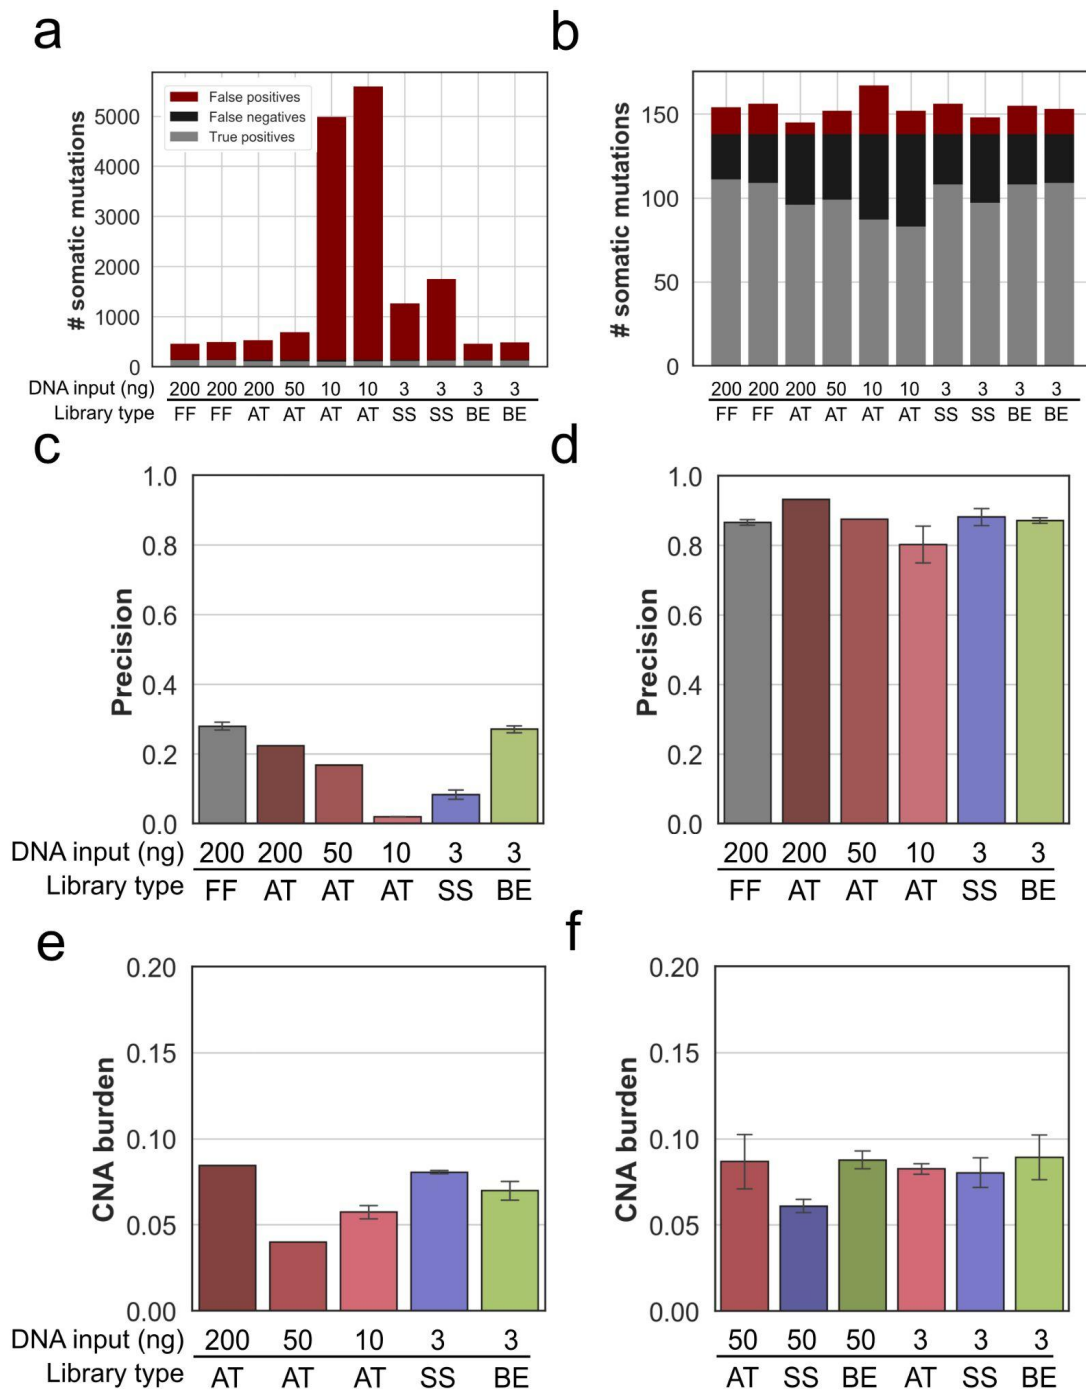 a
b
5000
4000
3000
2000
1000
0
# somatic mutations
False positives
False negatives
True positives
DNA input (ng) 200 200 200 50 10 10 3 3 3 3
Library type FF FF AT AT AT AT SS SS BE BE
150
100
50
0
# somatic mutations
200 200 200 50 10 10 3 3 3 3
FF FF AT AT AT AT SS SS BE BE
c
d
1.0
0.8
0.6
0.4
0.2
0.0
Precision
DNA input (ng) 200 200 50 10 3 3
Library type FF AT AT AT SS BE
1.0
0.8
0.6
0.4
0.2
0.0
Precision
200 200 50 10 3 3
FF AT AT AT SS BE
e
f
0.20
0.15
0.10
0.05
0.00
CNA burden
DNA input (ng) 200 50 10 3 3
Library type AT AT AT SS BE
0.20
0.15
0.10
0.05
0.00
CNA burden
50 50 50 3 3 3
AT SS BE AT SS BE